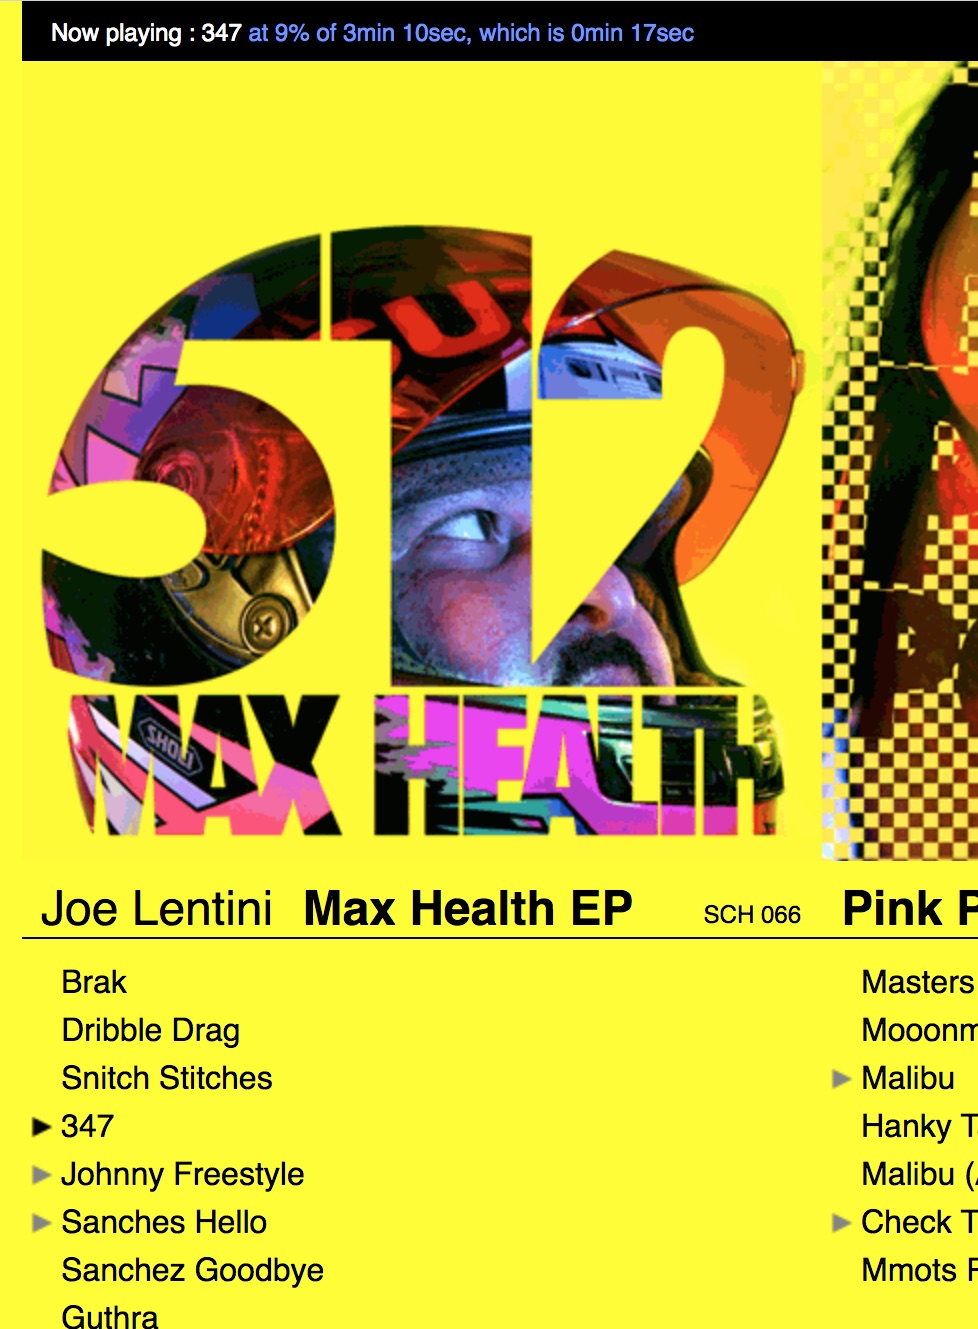 Now playing : 347 at 9% of 3min 10sec, which is 0min 17sec
512
MAX HEALTH
SHOEI
Joe Lentini Max Health EP SCH 066
Brak
Dribble Drag
Snitch Stitches
347
Johnny Freestyle
Sanches Hello
Sanchez Goodbye
Guthra
Pink P
Masters
Mooonm
Malibu
Hanky T
Malibu (
Check T
Mmots F